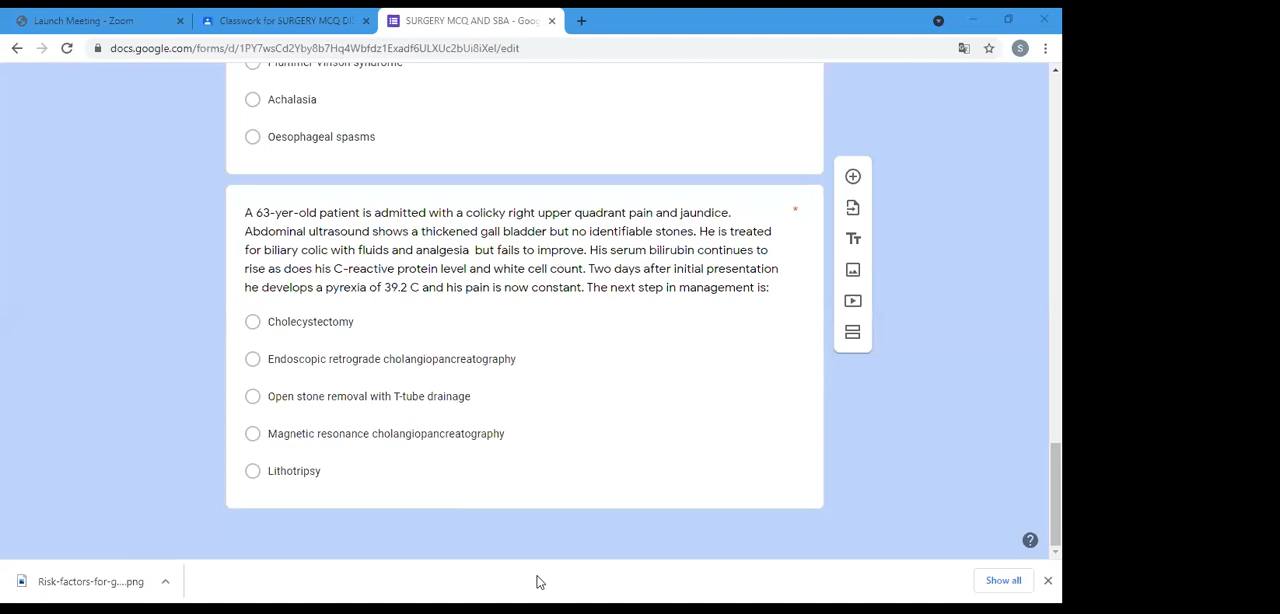 Launch Meeting - Zoom
Classwork for SURGERY MCQ DI
SURGERY MCQ AND SBA - Goog
docs.google.com/forms/d/1PY7wsCd2Yby8b7Hq4Wbfdz1Exadf6ULXUc2bUi8iXeI/edit
S
Plummer Vinson syndrome
Achalasia
Oesophageal spasms
A 63-yer-old patient is admitted with a colicky right upper quadrant pain and jaundice. *
Abdominal ultrasound shows a thickened gall bladder but no identifiable stones. He is treated
for biliary colic with fluids and analgesia but fails to improve. His serum bilirubin continues to
rise as does his C-reactive protein level and white cell count. Two days after initial presentation
he develops a pyrexia of 39.2 C and his pain is now constant. The next step in management is:
Cholecystectomy
Endoscopic retrograde cholangiopancreatography
Open stone removal with T-tube drainage
Magnetic resonance cholangiopancreatography
Lithotripsy
Tт
?
Risk-factors-for-g....png
Show all